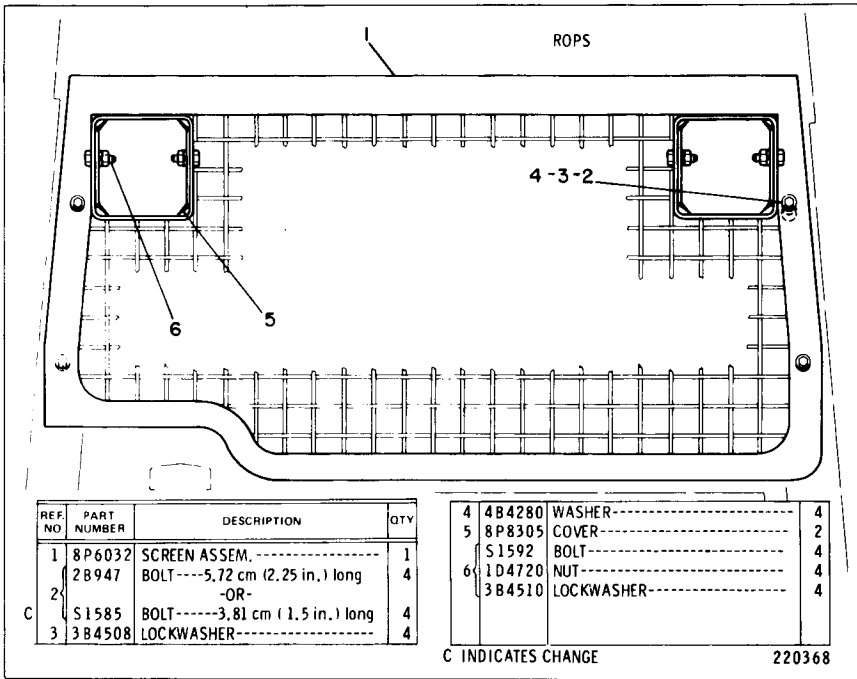 1
ROPS
4-3-2
6
5
REF. NO. PART NUMBER DESCRIPTION QTY
1 8P6032 SCREEN ASSEM. 1
2 2B947 BOLT----5.72 cm (2.25 in.) long 4
-OR-
C S1585 BOLT-----3.81 cm (1.5 in.) long 4
3 3B4508 LOCKWASHER 4
4 4B4280 WASHER 4
5 8P8305 COVER 2
S1592 BOLT 4
6 1D4720 NUT 4
3B4510 LOCKWASHER 4
C INDICATES CHANGE
220368